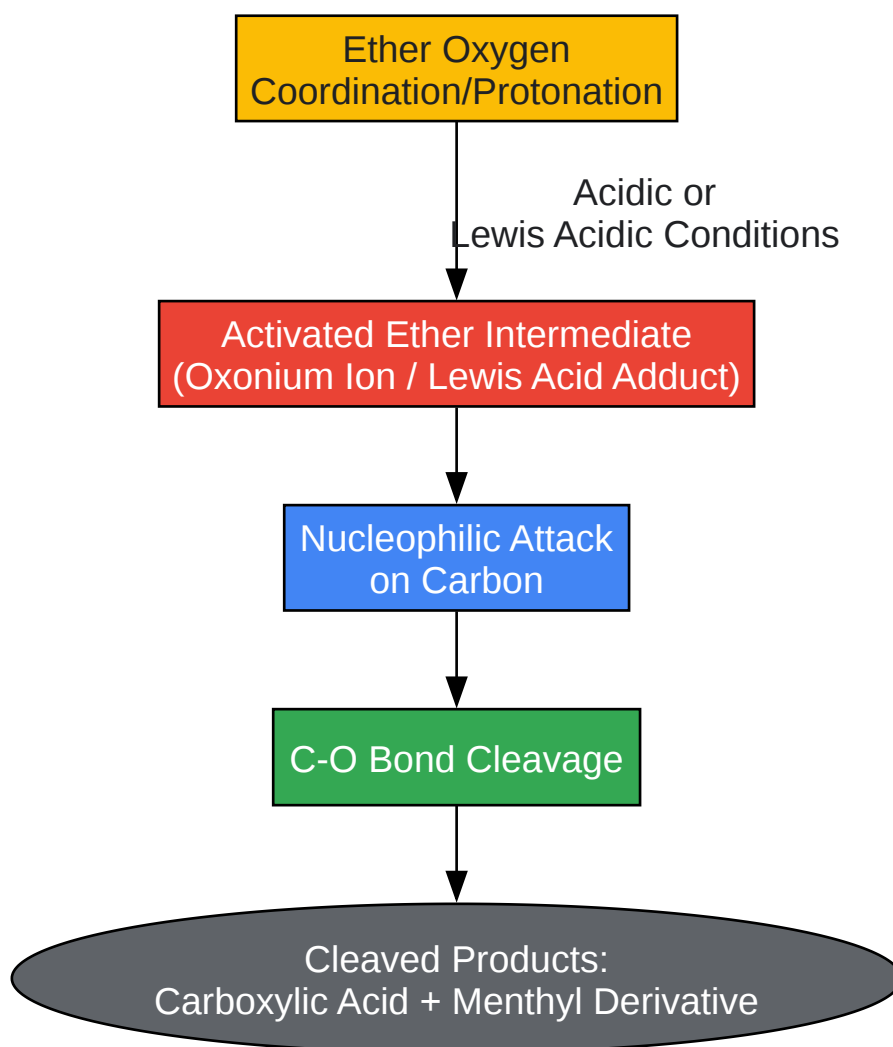 Ether Oxygen
Coordination/Protonation
Acidic or
Lewis Acidic Conditions
Activated Ether Intermediate
(Oxonium Ion / Lewis Acid Adduct)
Nucleophilic Attack
on Carbon
C-O Bond Cleavage
Cleaved Products:
Carboxylic Acid + Menthyl Derivative